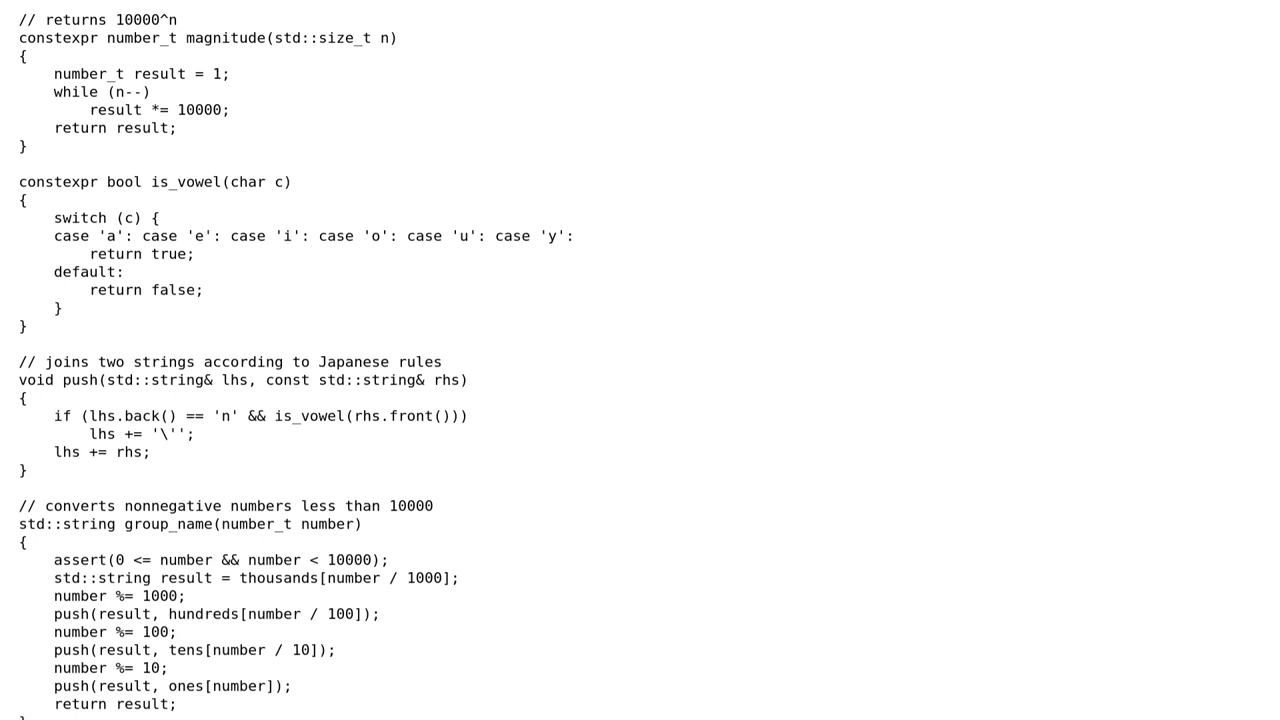 // returns 10000^n
constexpr number_t magnitude(std::size_t n)
{
    number_t result = 1;
    while (n--)
        result *= 10000;
    return result;
}

constexpr bool is_vowel(char c)
{
    switch (c) {
    case 'a': case 'e': case 'i': case 'o': case 'u': case 'y':
        return true;
    default:
        return false;
    }
}

// joins two strings according to Japanese rules
void push(std::string& lhs, const std::string& rhs)
{
    if (lhs.back() == 'n' && is_vowel(rhs.front()))
        lhs += '\'';
    lhs += rhs;
}

// converts nonnegative numbers less than 10000
std::string group_name(number_t number)
{
    assert(0 <= number && number < 10000);
    std::string result = thousands[number / 1000];
    number %= 1000;
    push(result, hundreds[number / 100]);
    number %= 100;
    push(result, tens[number / 10]);
    number %= 10;
    push(result, ones[number]);
    return result;
}